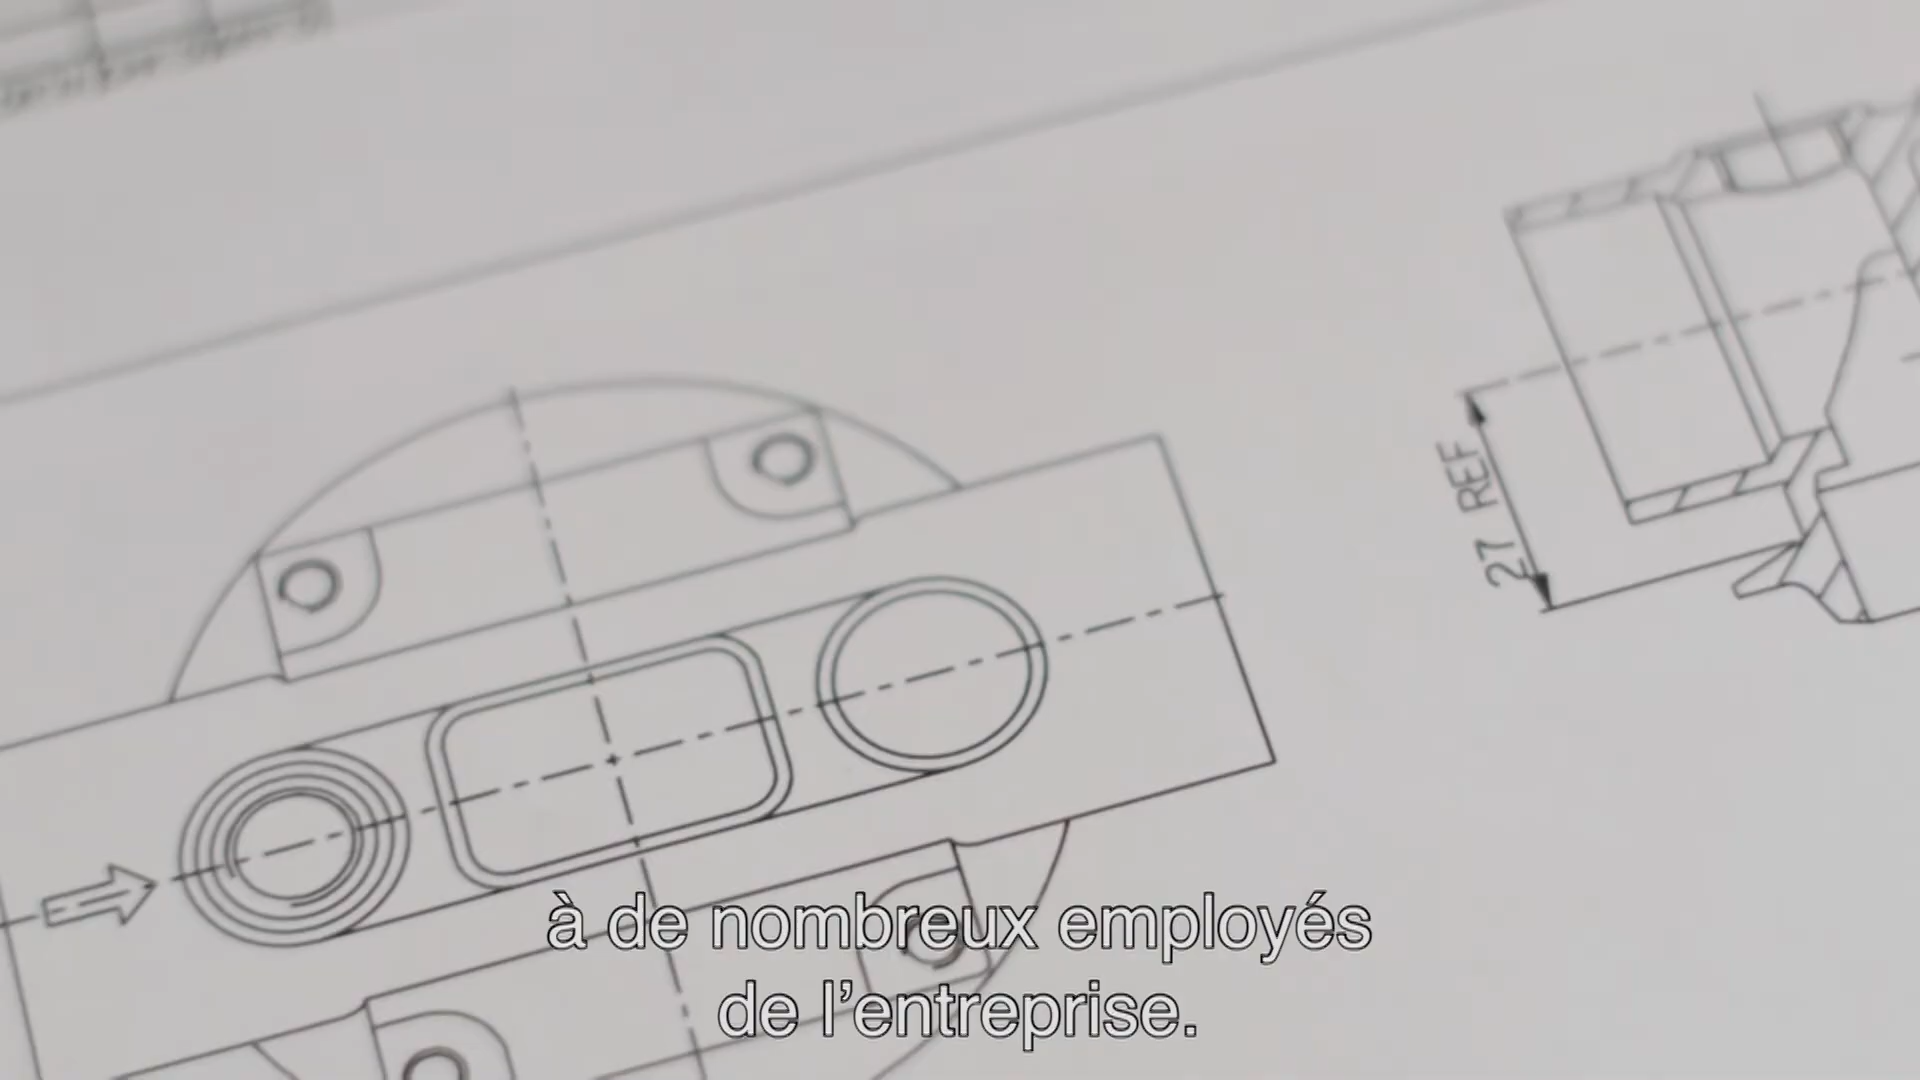 27 REF
à de nombreux employés
de l’entreprise.